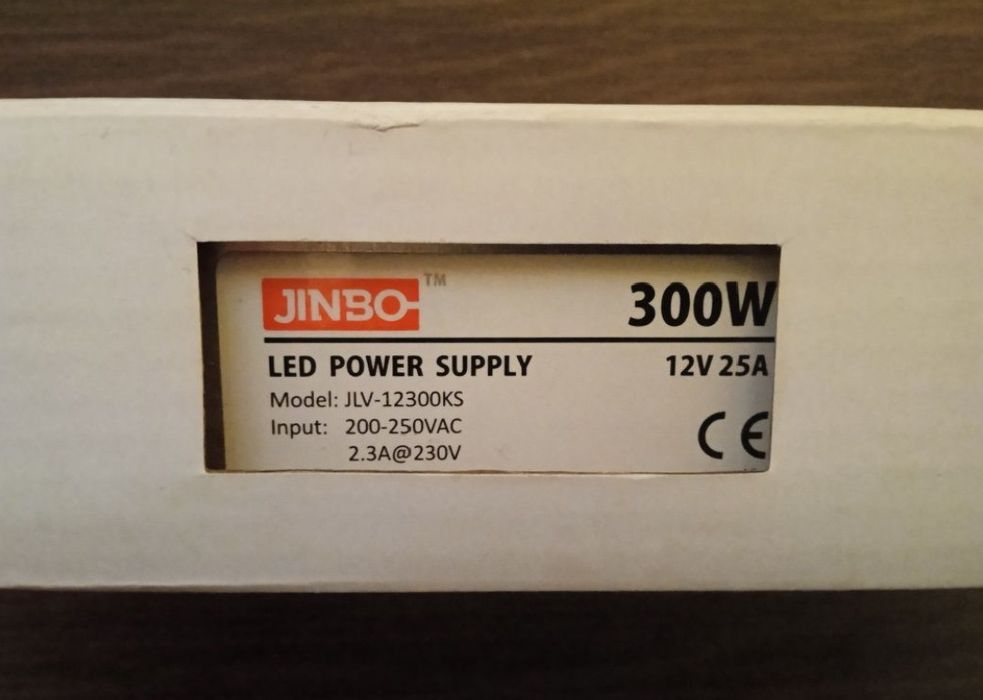 JINBO™ 300W
LED POWER SUPPLY 12V 25A
Model: JLV-12300KS
Input: 200-250VAC
2.3A@230V
CE